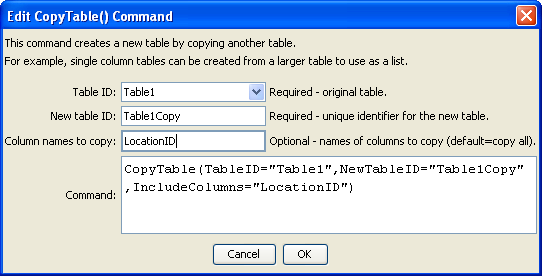 Edit CopyTable() Command
This command creates a new table by copying another table.
For example, single column tables can be created from a larger table to use as a list.
Table ID: Table1 Required - original table.
New table ID: Table1Copy Required - unique identifier for the new table.
Column names to copy: LocationID Optional - names of columns to copy (default=copy all).
CopyTable(TableID="Table1",NewTableID="Table1Copy"
Command: ,IncludeColumns="LocationID")
Cancel OK